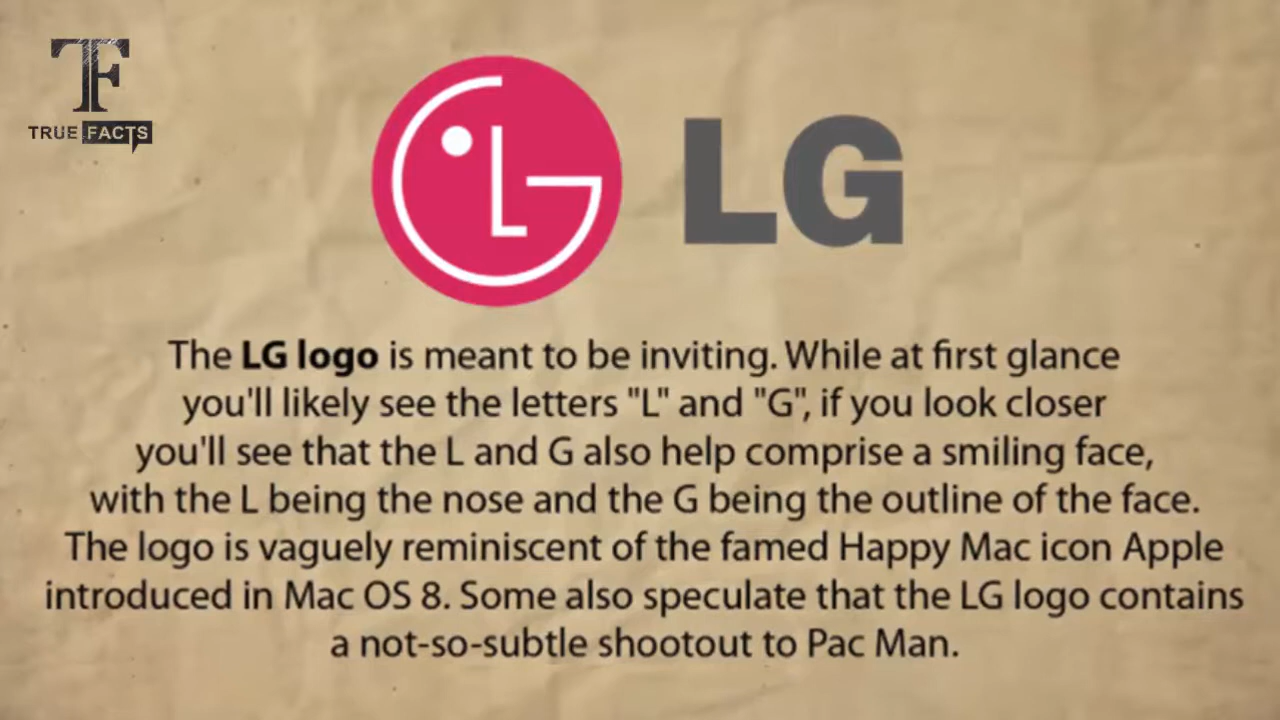 TF
TRUE FACTS
LG
LG
The LG logo is meant to be inviting. While at first glance
you'll likely see the letters "L" and "G", if you look closer
you'll see that the L and G also help comprise a smiling face,
with the L being the nose and the G being the outline of the face.
The logo is vaguely reminiscent of the famed Happy Mac icon Apple
introduced in Mac OS 8. Some also speculate that the LG logo contains
a not-so-subtle shootout to Pac Man.